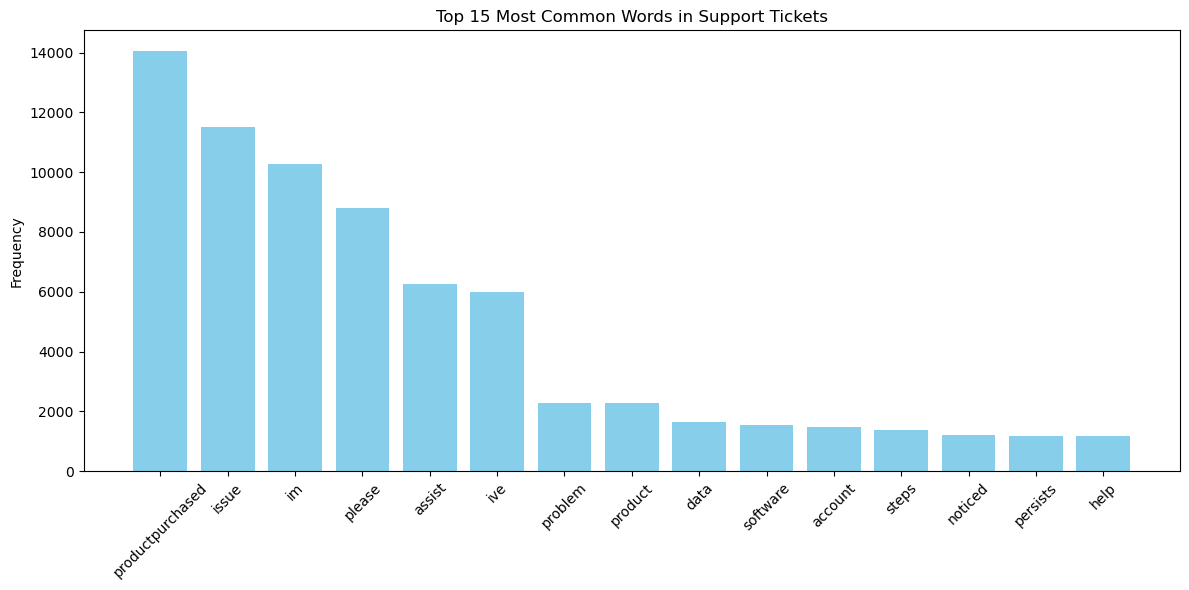 Top 15 Most Common Words in Support Tickets
Frequency
14000
12000
10000
8000
6000
4000
2000
0
productpurchased
issue
im
please
assist
ive
problem
product
data
software
account
steps
noticed
persists
help